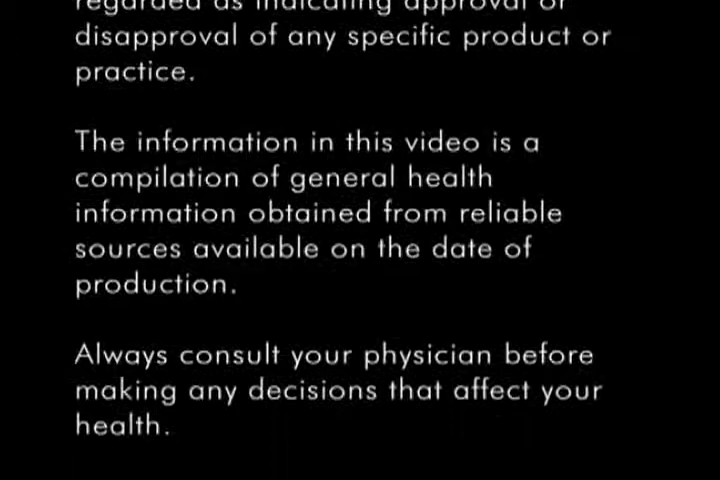 regarded as indicating approval or
disapproval of any specific product or
practice.
The information in this video is a
compilation of general health
information obtained from reliable
sources available on the date of
production.
Always consult your physician before
making any decisions that affect your
health.